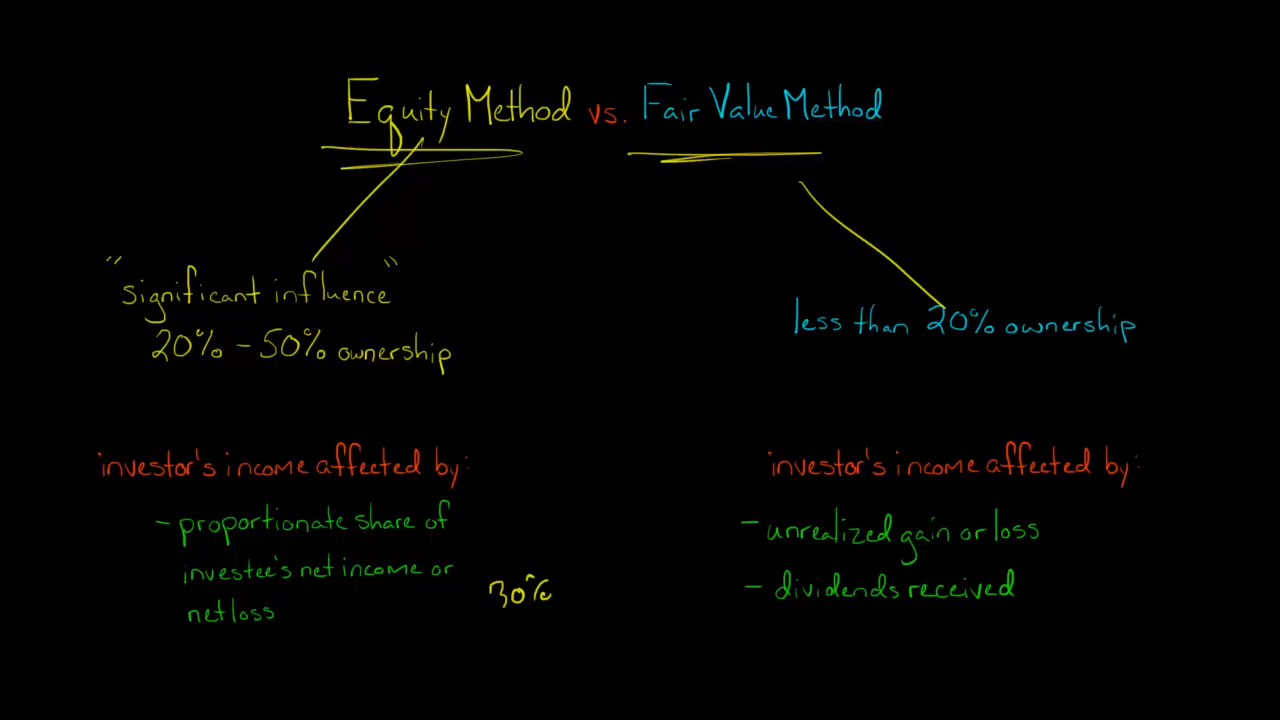 Equity Method vs. Fair Value Method
"significant influence"
20% - 50% ownership
less than 20% ownership
investor's income affected by:
- proportionate share of
investee's net income or
net loss
30%
investor's income affected by:
- unrealized gain or loss
- dividends received